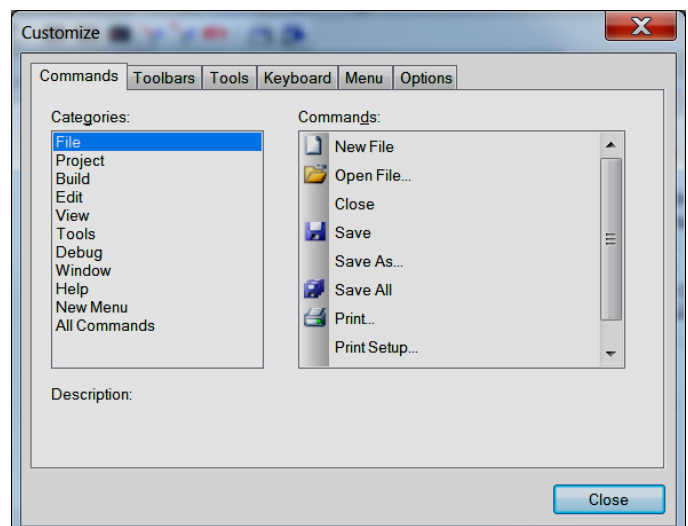 Customize
Commands Toolbars Tools Keyboard Menu Options
Categories:
File
Project
Build
Edit
View
Tools
Debug
Window
Help
New Menu
All Commands
Commands:
New File
Open File...
Close
Save
Save As...
Save All
Print...
Print Setup...
Description:
Close